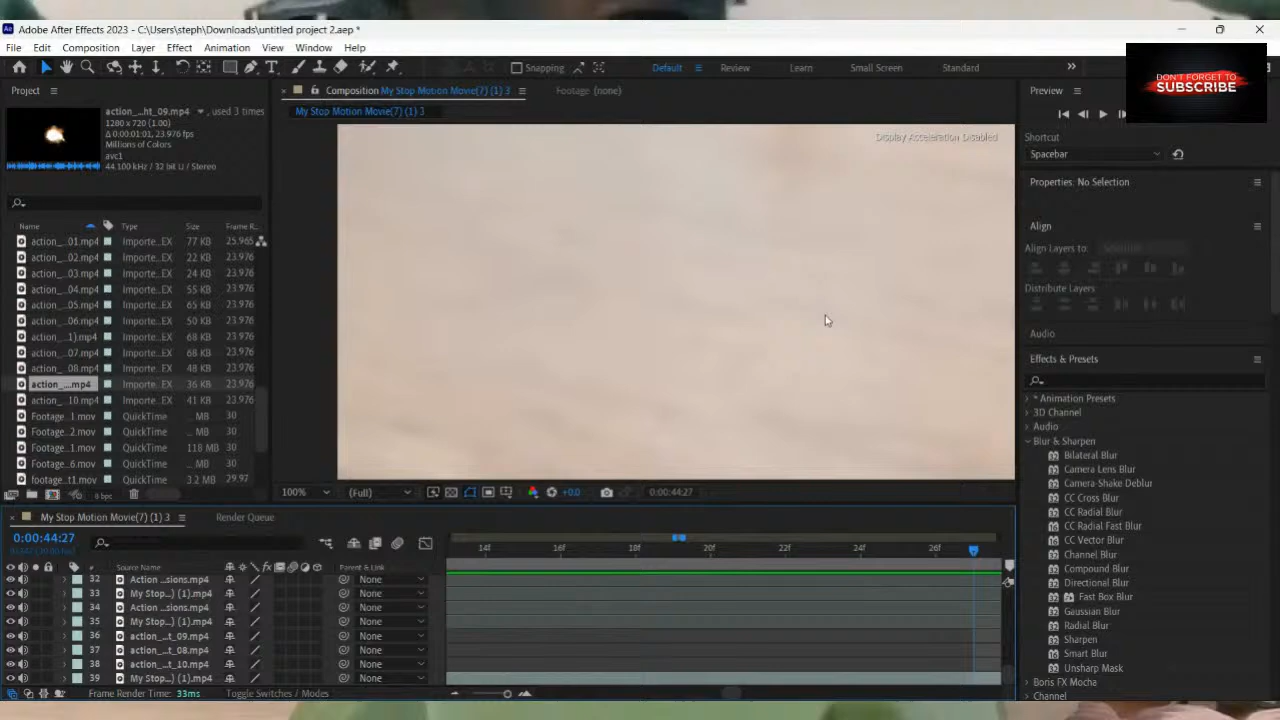 Adobe After Effects 2023 - C:\Users\steph\Downloads\untitled project 2.aep *
File Edit Composition Layer Effect Animation View Window Help
Snapping Default Review Learn Small Screen Standard
DON'T FORGET TO
SUBSCRIBE
Project
Composition My Stop Motion Movie(7) (1) 3 Footage (none)
Preview
action_...ht_09.mp4 , used 3 times
1280 x 720 (1.00)
Δ 0:00:01:01, 23.976 fps
Millions of Colors
avc1
44.100 kHz / 32 bit U / Stereo
My Stop Motion Movie(7) (1) 3
Display Acceleration Disabled
Shortcut
Spacebar
Properties: No Selection
Align
Align Layers to:
Distribute Layers:
Audio
Effects & Presets
Name Type Size Frame R...
action_...01.mp4 Importe...EX 77 KB 25.965
action_...02.mp4 Importe...EX 22 KB 23.976
action_...03.mp4 Importe...EX 24 KB 23.976
action_...04.mp4 Importe...EX 55 KB 23.976
action_...05.mp4 Importe...EX 65 KB 23.976
action_...06.mp4 Importe...EX 50 KB 23.976
action_...1).mp4 Importe...EX 68 KB 23.976
action_...07.mp4 Importe...EX 68 KB 23.976
action_...08.mp4 Importe...EX 48 KB 23.976
action_...mp4 Importe...EX 36 KB 23.976
action_...10.mp4 Importe...EX 41 KB 23.976
Footage...1.mov QuickTime ... MB 30
Footage...2.mov QuickTime ... MB 30
Footage...1.mov QuickTime 118 MB 30
Footage...6.mov QuickTime ... MB 30
footage...t1.mov QuickTime 3.2 MB 29.97
8 bpc
* Animation Presets
3D Channel
Audio
Blur & Sharpen
Bilateral Blur
Camera Lens Blur
Camera-Shake Deblur
CC Cross Blur
CC Radial Blur
CC Radial Fast Blur
CC Vector Blur
Channel Blur
Compound Blur
Directional Blur
Fast Box Blur
Gaussian Blur
Radial Blur
Sharpen
Smart Blur
Unsharp Mask
Boris FX Mocha
Channel
100% (Full) +0.0 0:00:44:27
My Stop Motion Movie(7) (1) 3 Render Queue
0:00:44:27
14f 16f 18f 20f 22f 24f 26f
# Source Name Parent & Link
32 Action ...sions.mp4 None
33 My Stop...) (1).mp4 None
34 Action ...sions.mp4 None
35 My Stop...) (1).mp4 None
36 action_...t_09.mp4 None
37 action_...t_08.mp4 None
38 action_...t_10.mp4 None
39 My Stop...) (1).mp4 None
Frame Render Time: 33ms Toggle Switches / Modes